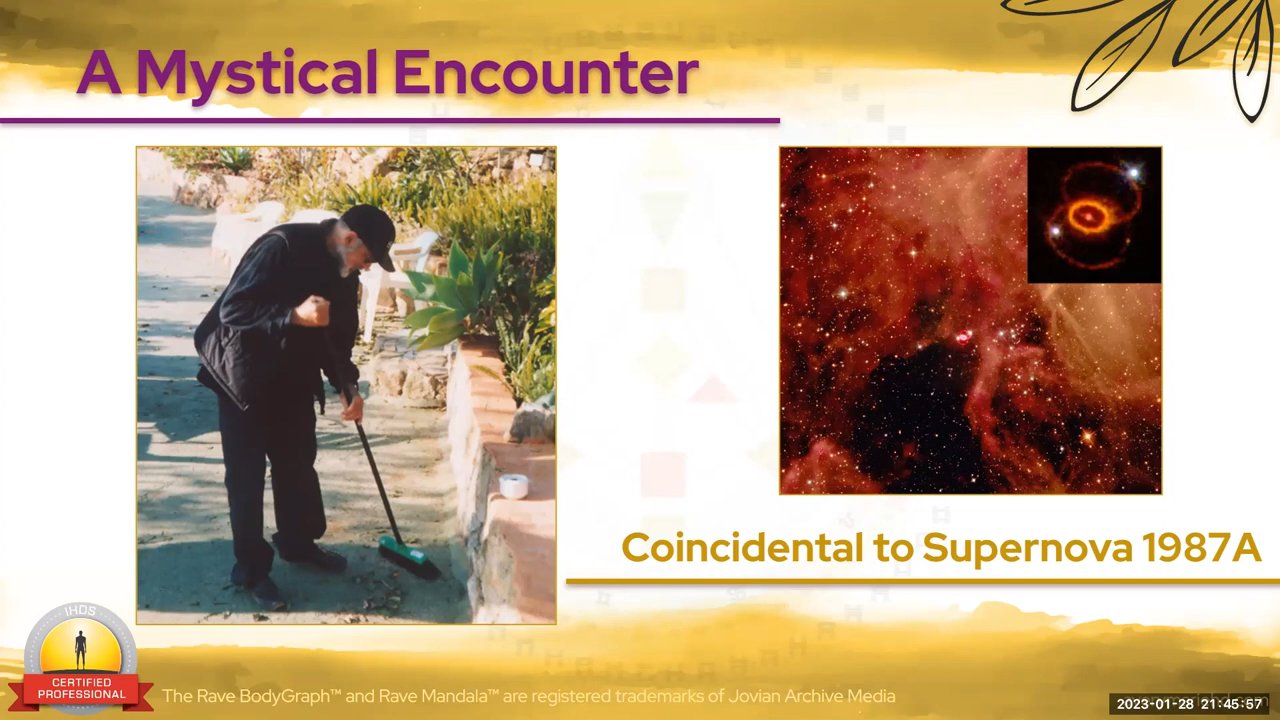 A Mystical Encounter
Coincidental to Supernova 1987A
IHDS
CERTIFIED
PROFESSIONAL
The Rave BodyGraph™ and Rave Mandala™ are registered trademarks of Jovian Archive Media
2023-01-28 21:45:57